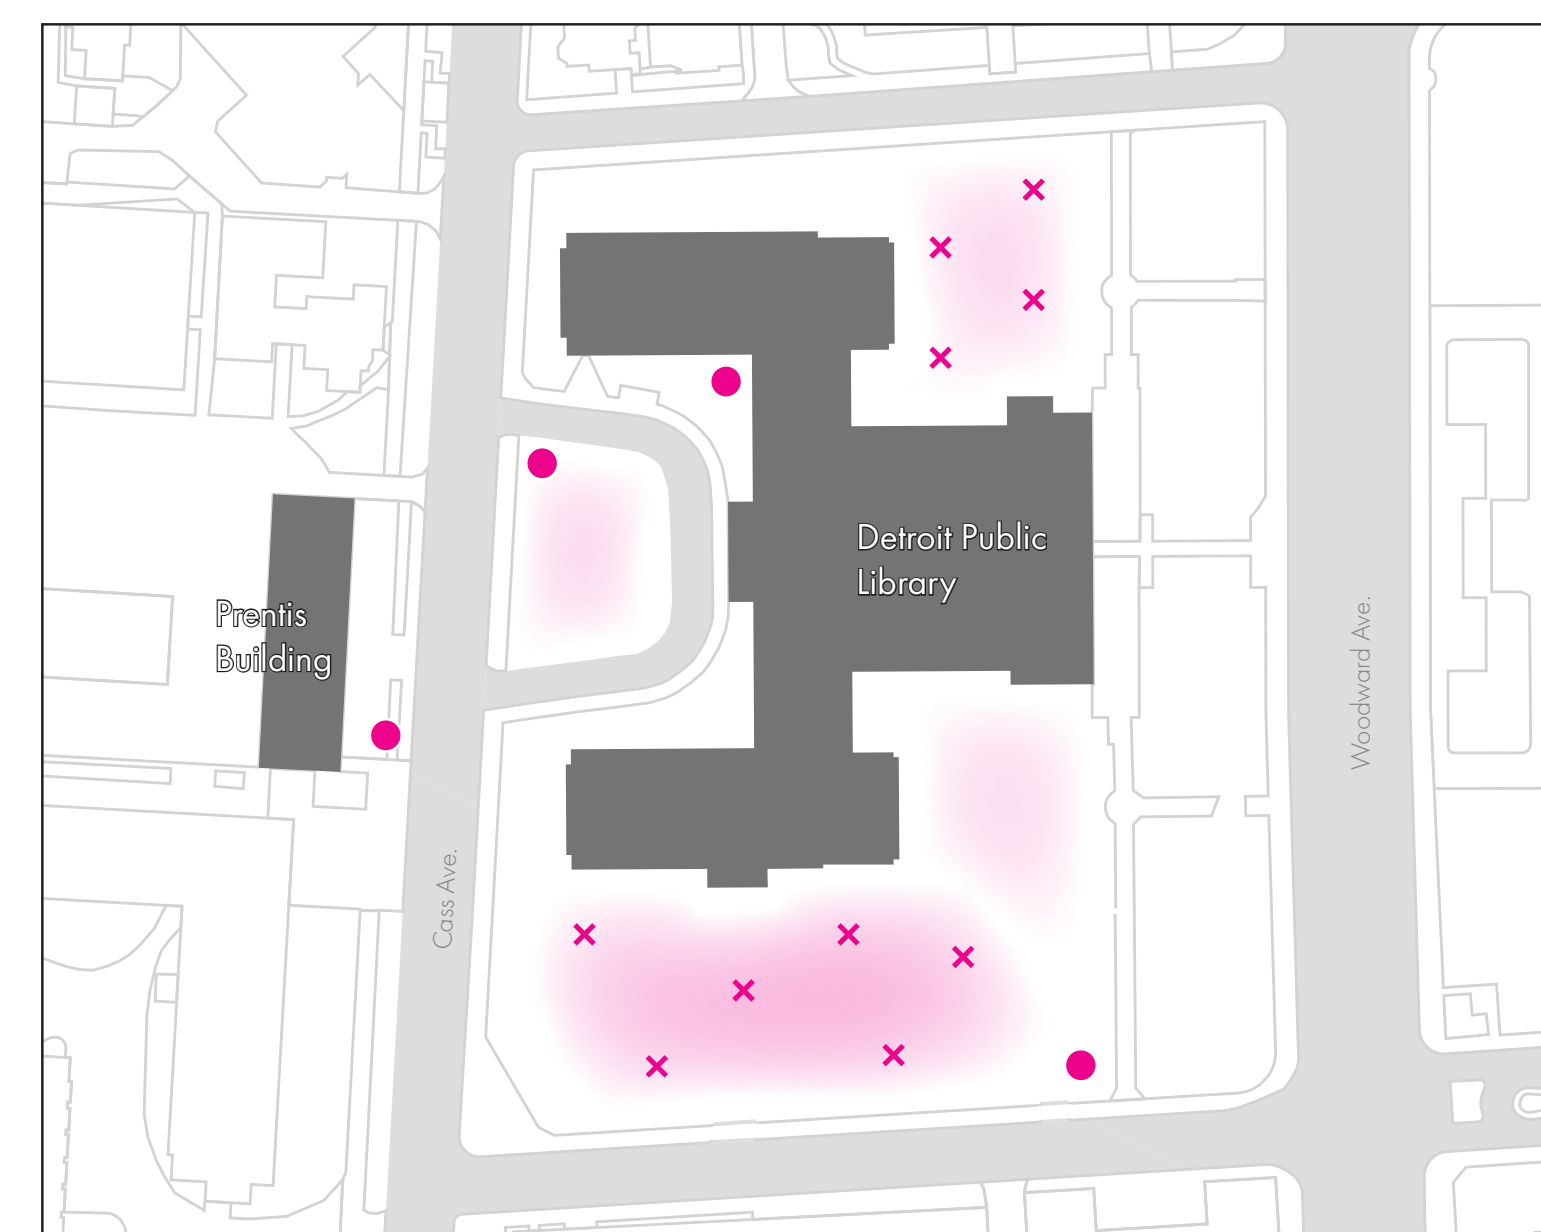 Detroit Public
Library
Prentis
Building
Woodward Ave.
Cass Ave.